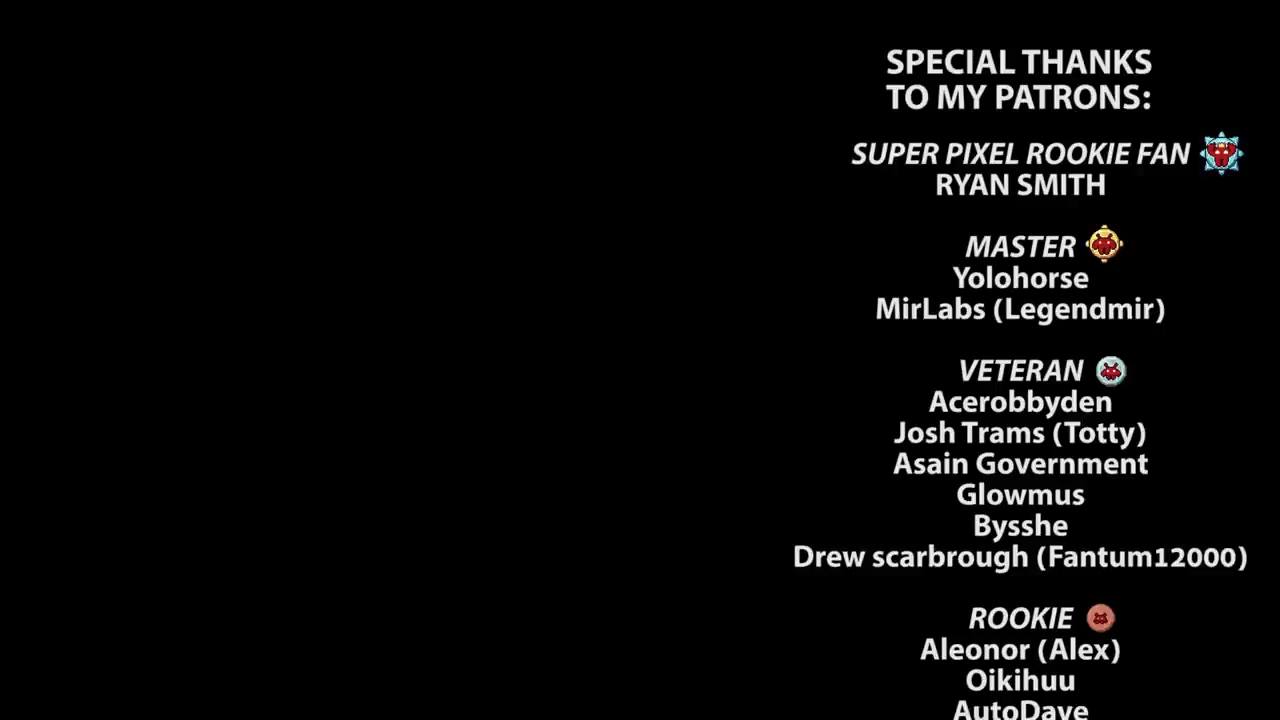 SPECIAL THANKS
TO MY PATRONS:
SUPER PIXEL ROOKIE FAN
RYAN SMITH
MASTER
Yolohorse
MirLabs (Legendmir)
VETERAN
Acerobbyden
Josh Trams (Totty)
Asain Government
Glowmus
Bysshe
Drew scarbrough (Fantum12000)
ROOKIE
Aleonor (Alex)
Oikihuu
AutoDave